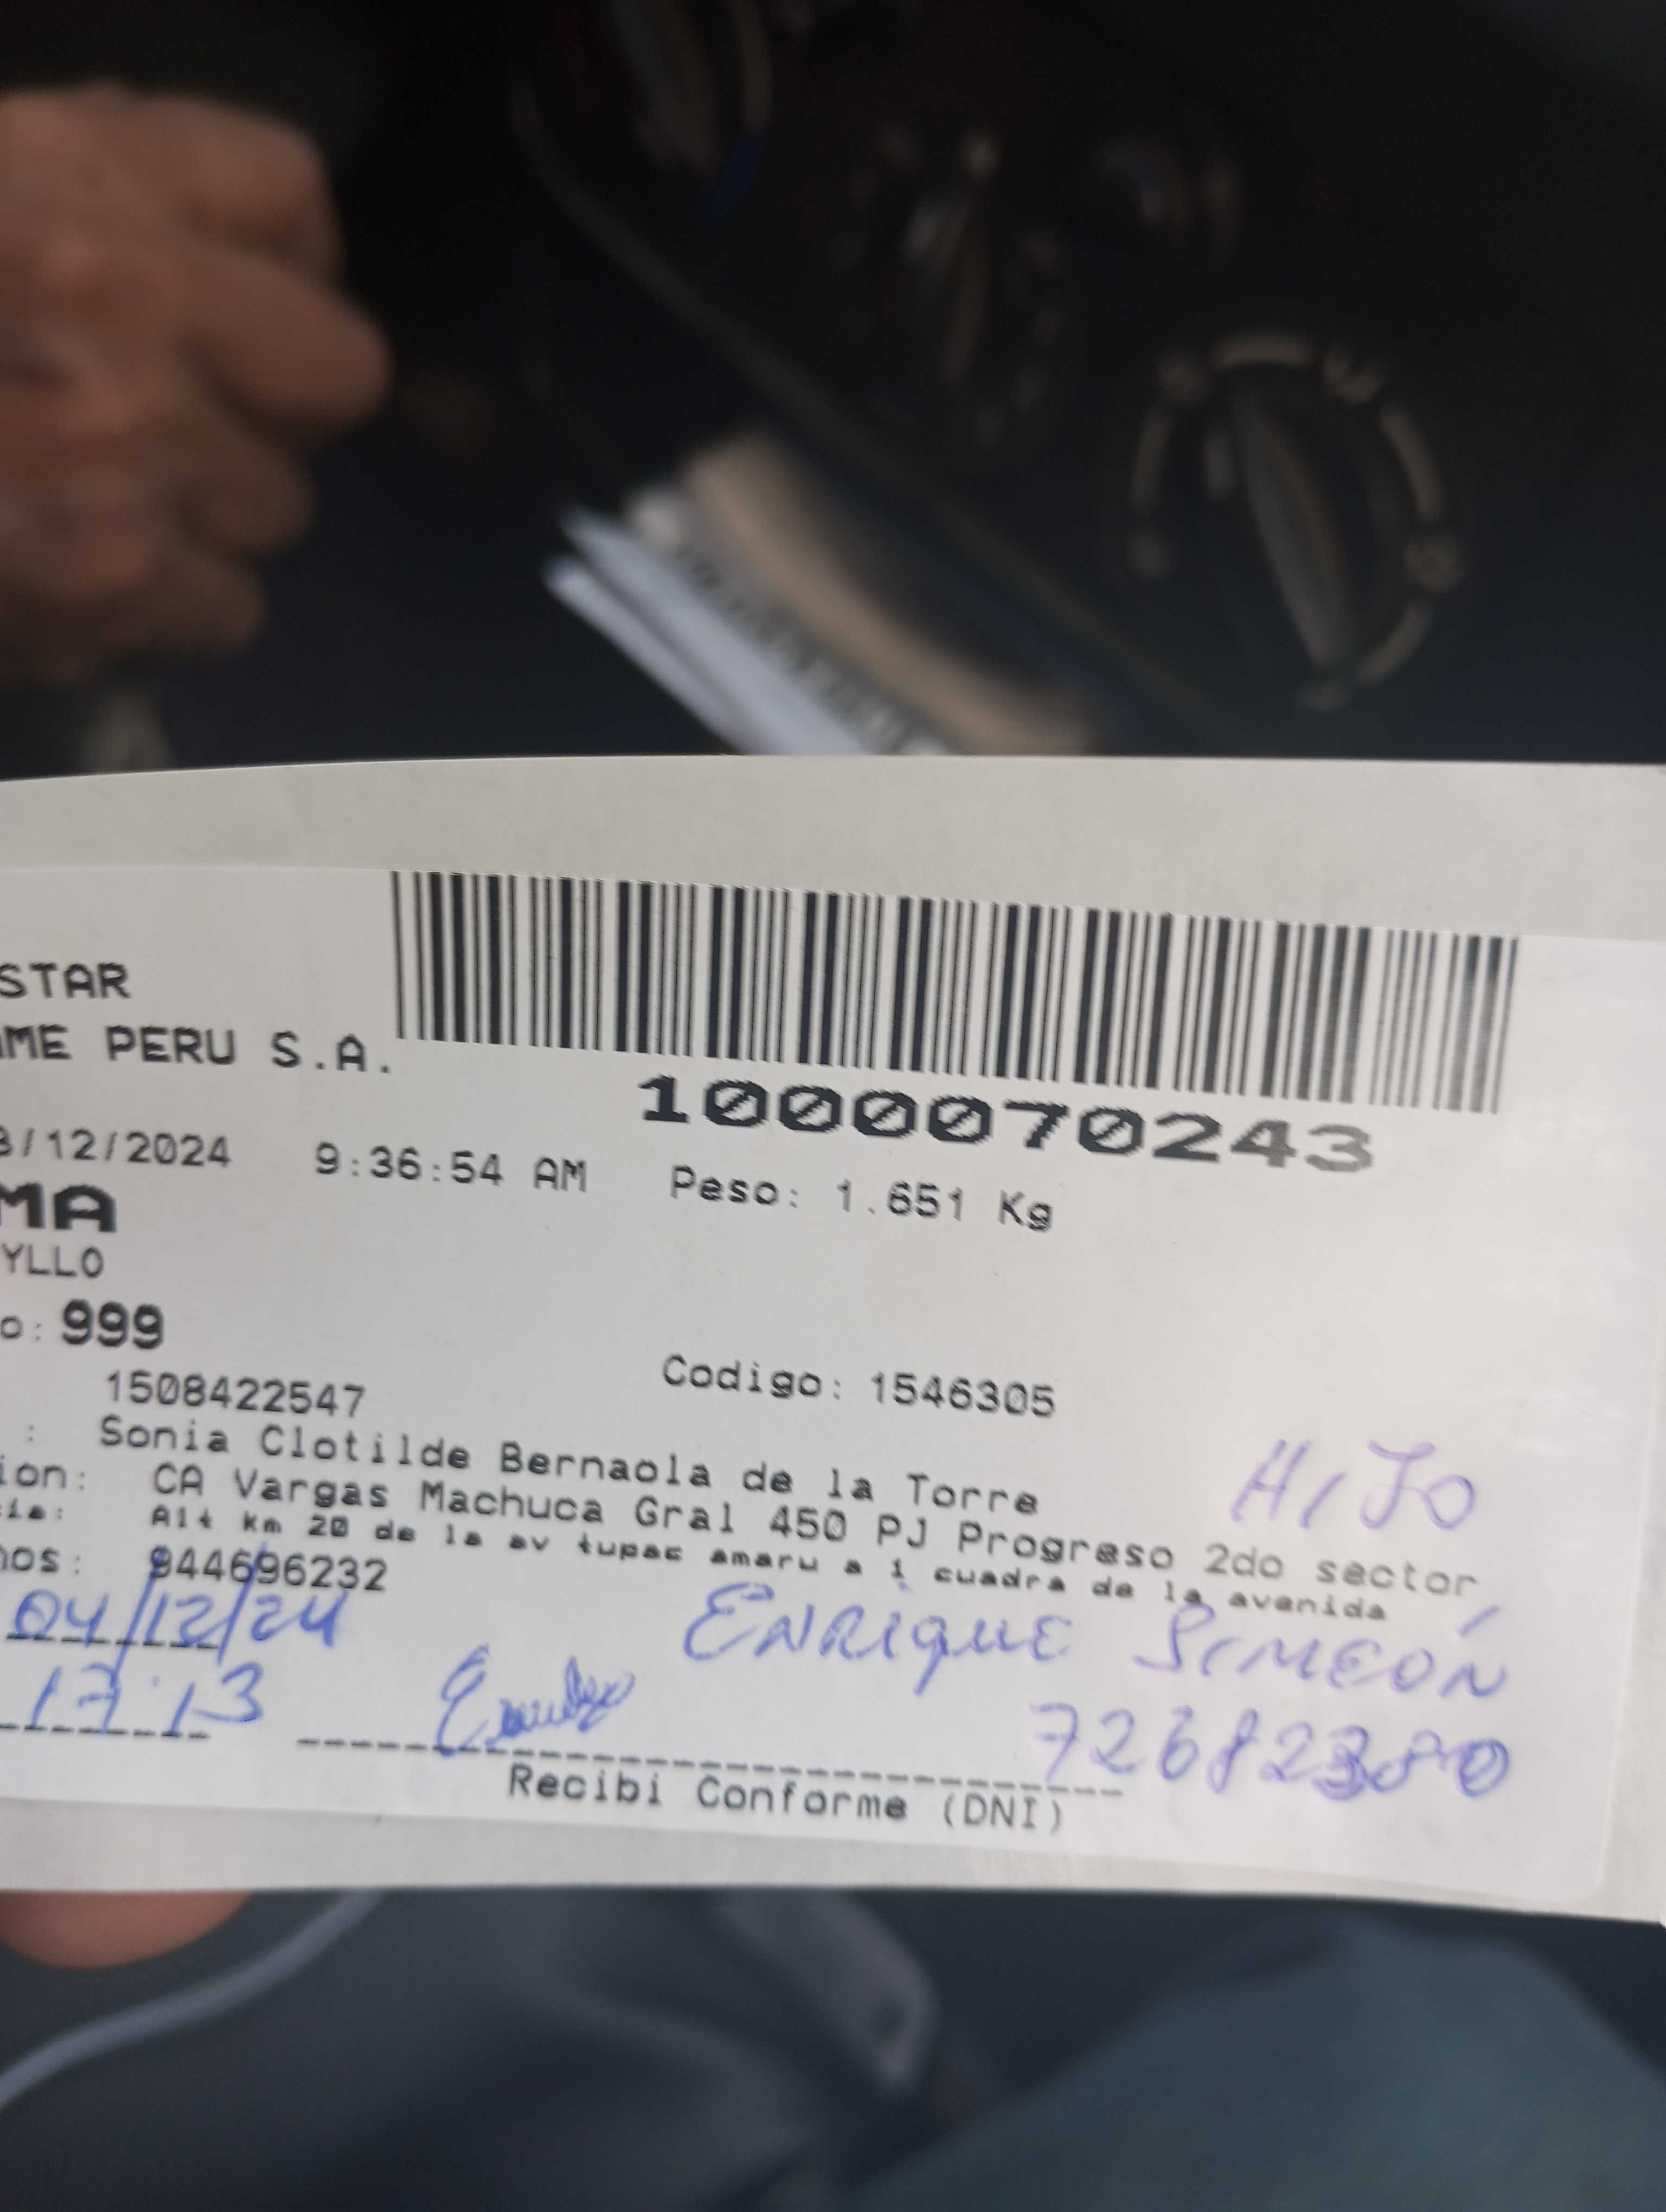 STAR
ME PERU S.A.
1000070243
3/12/2024 9:36:54 AM Peso: 1.651 Kg
MA
YLLO
o: 999
1508422547 Codigo: 1546305
: Sonia Clotilde Bernaola de la Torre
HIJO
ion: CA Vargas Machuca Gral 450 PJ Progreso 2do sector,
cia: Alt km 20 de la av tupac amaru a 1 cuadra de la avenida
nos: 944696232
04/12/24
ENRIQUE SIMEÓN
17:13
Recibi Conforme (DNI)